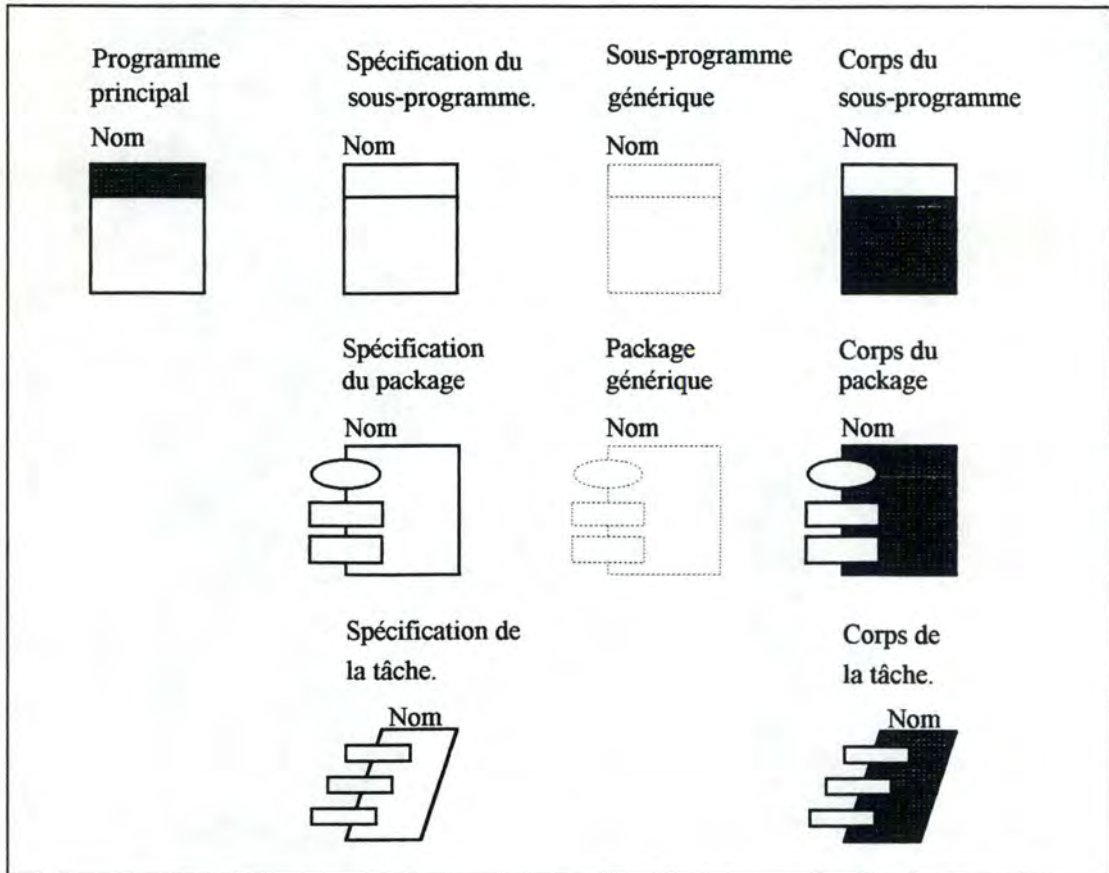 Programme
principal
Nom
Spécification du
sous-programme.
Nom
Sous-programme
générique
Nom
Corps du
sous-programme
Nom
Spécification
du package
Nom
Package
générique
Nom
Corps du
package
Nom
Spécification de
la tâche.
Nom
Corps de
la tâche.
Nom